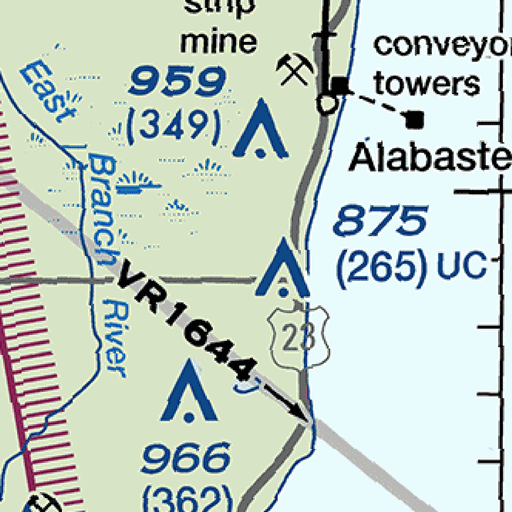 strip
mine
conveyor
towers
959
(349)
East
Branch
River
Alabaste
875
(265) UC
VR1644
23
966
(362)